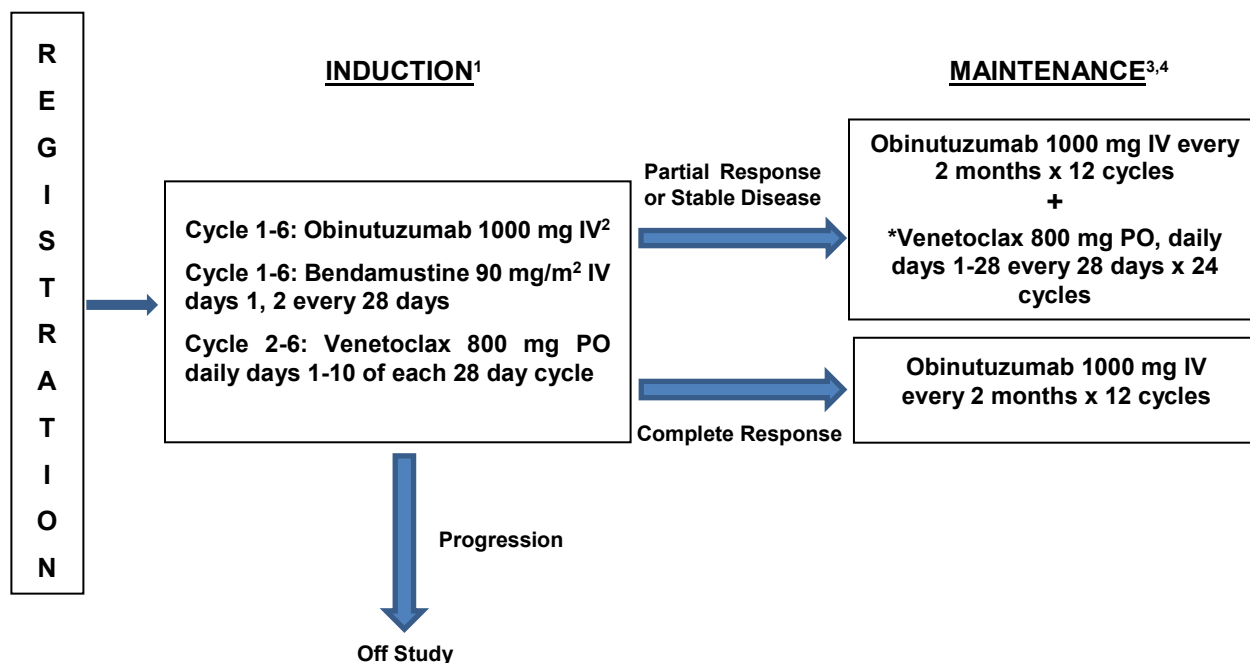 R
E
G
I
S
T
R
A
T
I
O
N
INDUCTION¹
Cycle 1-6: Obinutuzumab 1000 mg IV²
Cycle 1-6: Bendamustine 90 mg/m² IV
days 1, 2 every 28 days
Cycle 2-6: Venetoclax 800 mg PO
daily days 1-10 of each 28 day cycle
Partial Response
or Stable Disease
Complete Response
Progression
Off Study
MAINTENANCE³,⁴
Obinutuzumab 1000 mg IV every
2 months x 12 cycles
+
*Venetoclax 800 mg PO, daily
days 1-28 every 28 days x 24
cycles
Obinutuzumab 1000 mg IV
every 2 months x 12 cycles